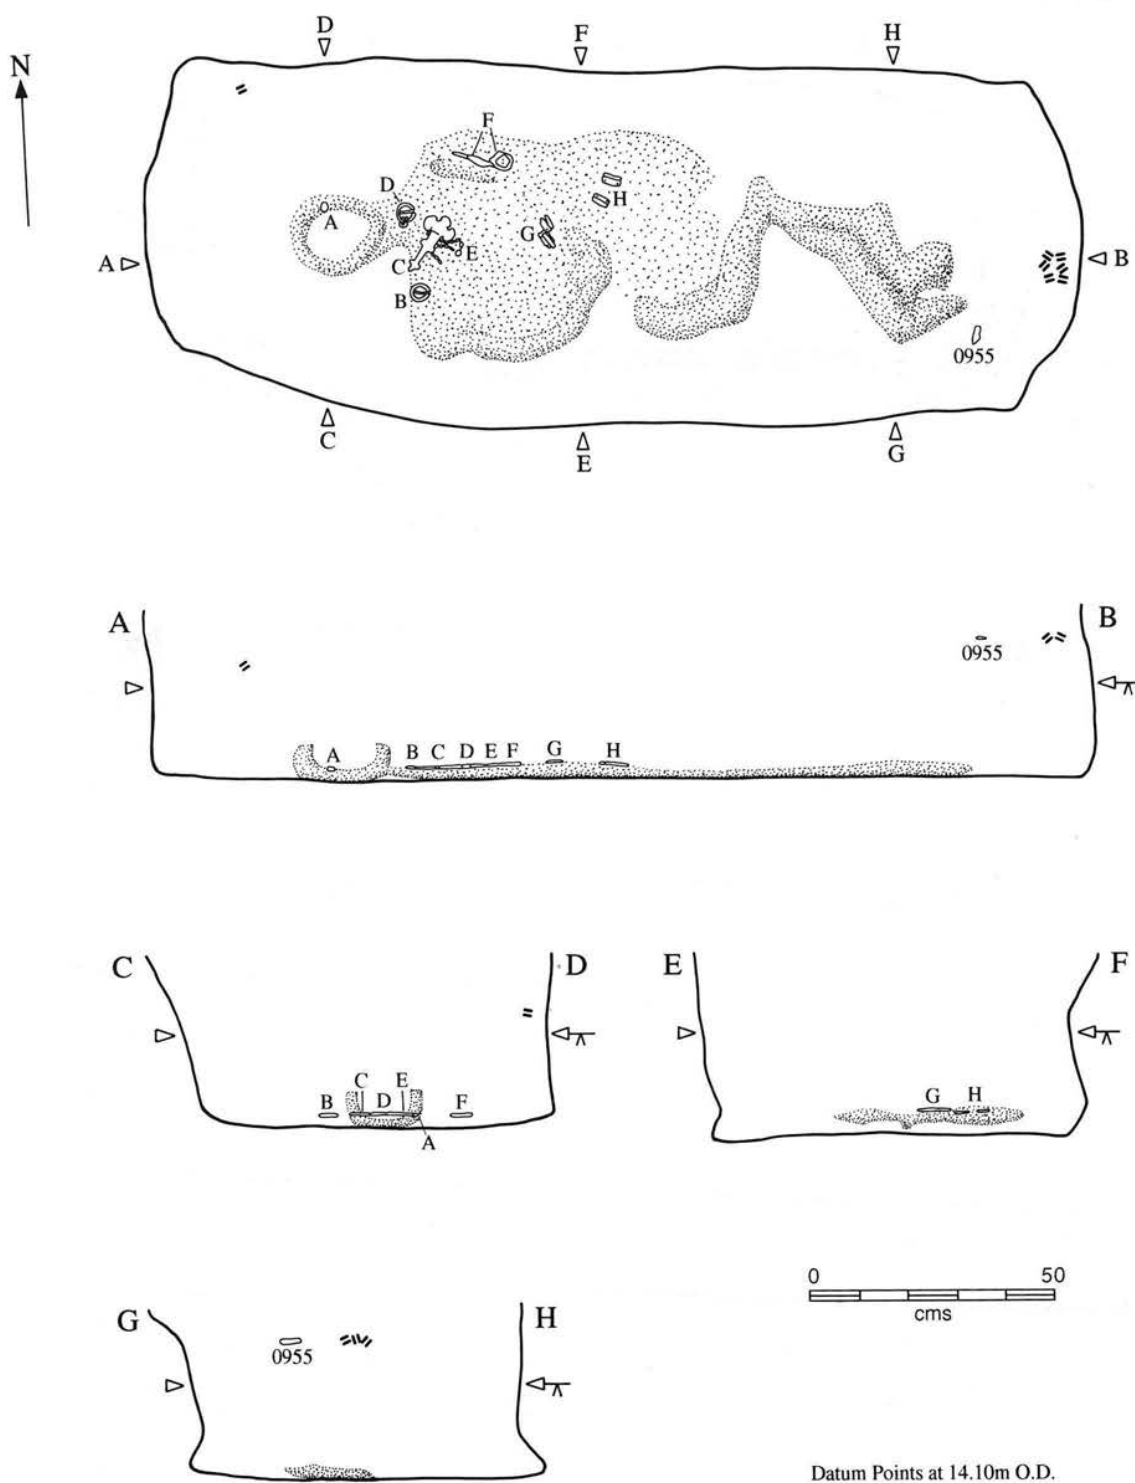 D F H
N
F
D
A
H
G
E
C
A B
B
0955
C E G
A B
0955
A B C D E F G H
C D E F
C E
B D F
A
G H
0 50
cms
G H
0955
Datum Points at 14.10m O.D.